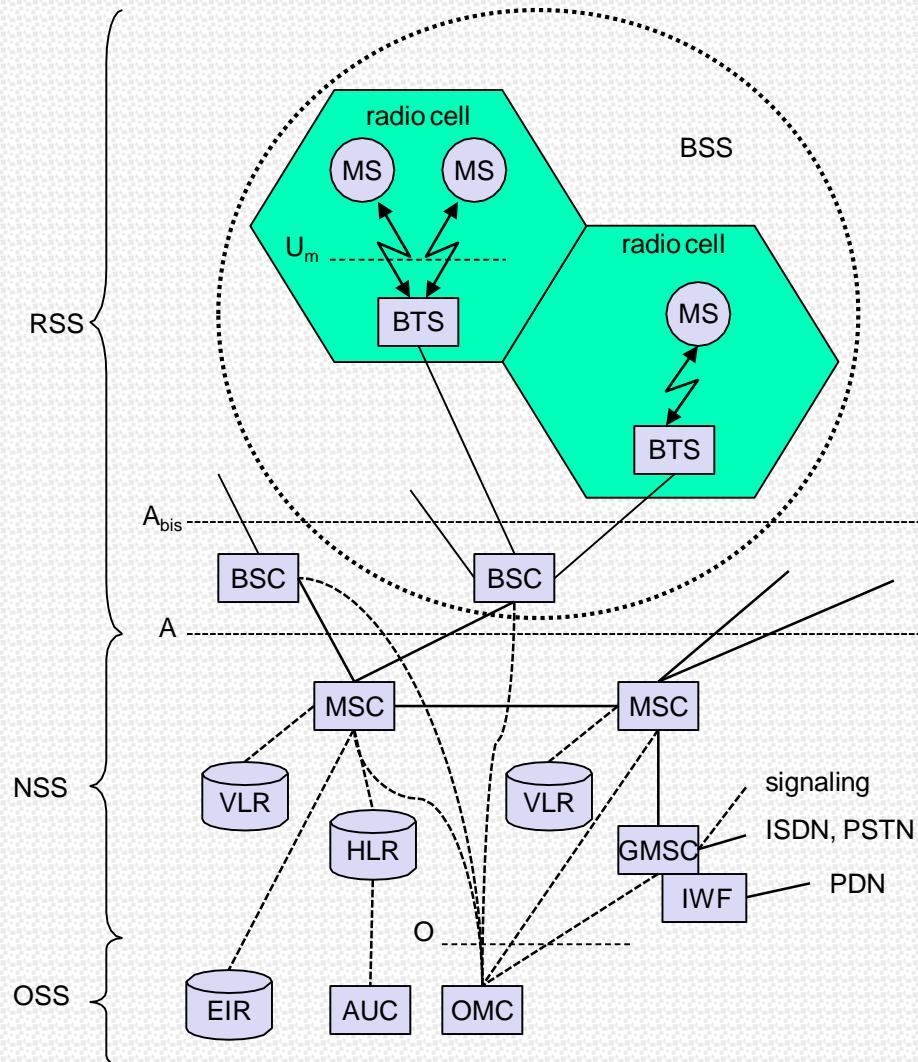 radio cell
MS
MS
BSS
radio cell
Um
MS
BTS
RSS
BTS
Abis
BSC
BSC
A
MSC
MSC
VLR
VLR
signaling
NSS
ISDN, PSTN
HLR
GMSC
IWF
PDN
O
OSS
EIR
AUC
OMC